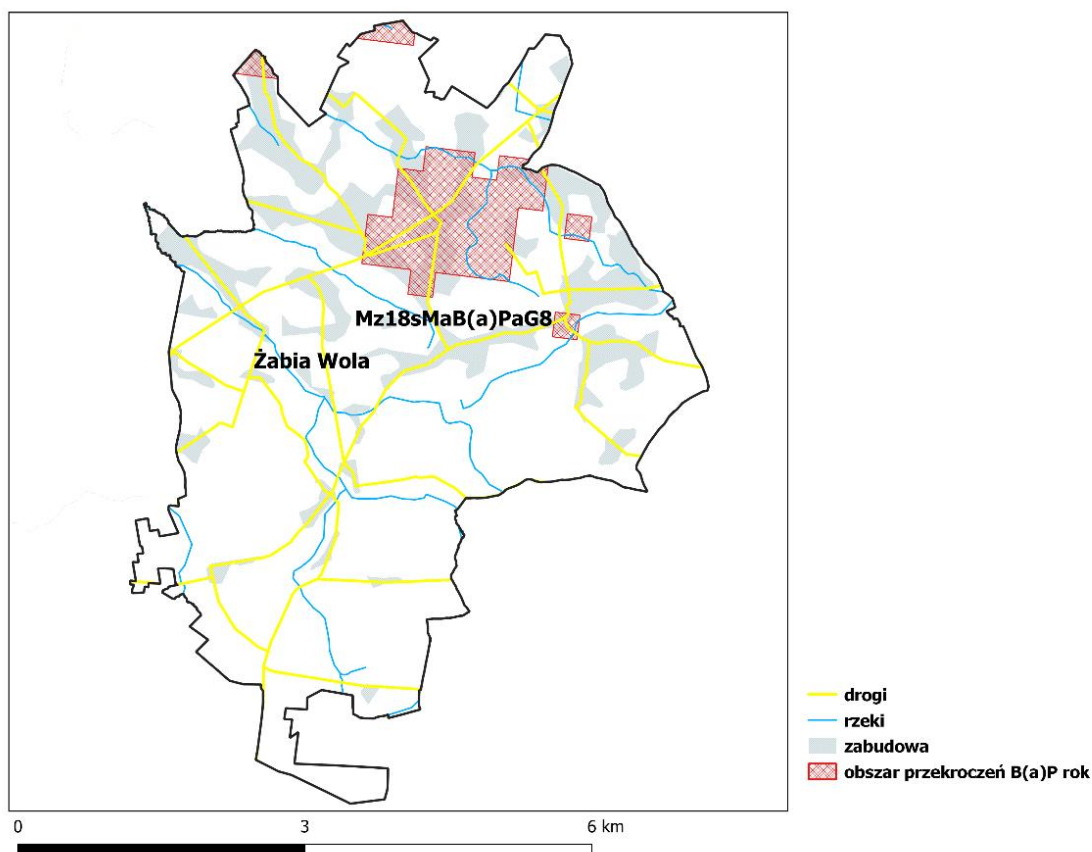 Mz18sMaB(a)PaG8
Żabia Wola
drogi
rzeki
zabudowa
obszar przekroczeń B(a)P rok
0 3 6 km